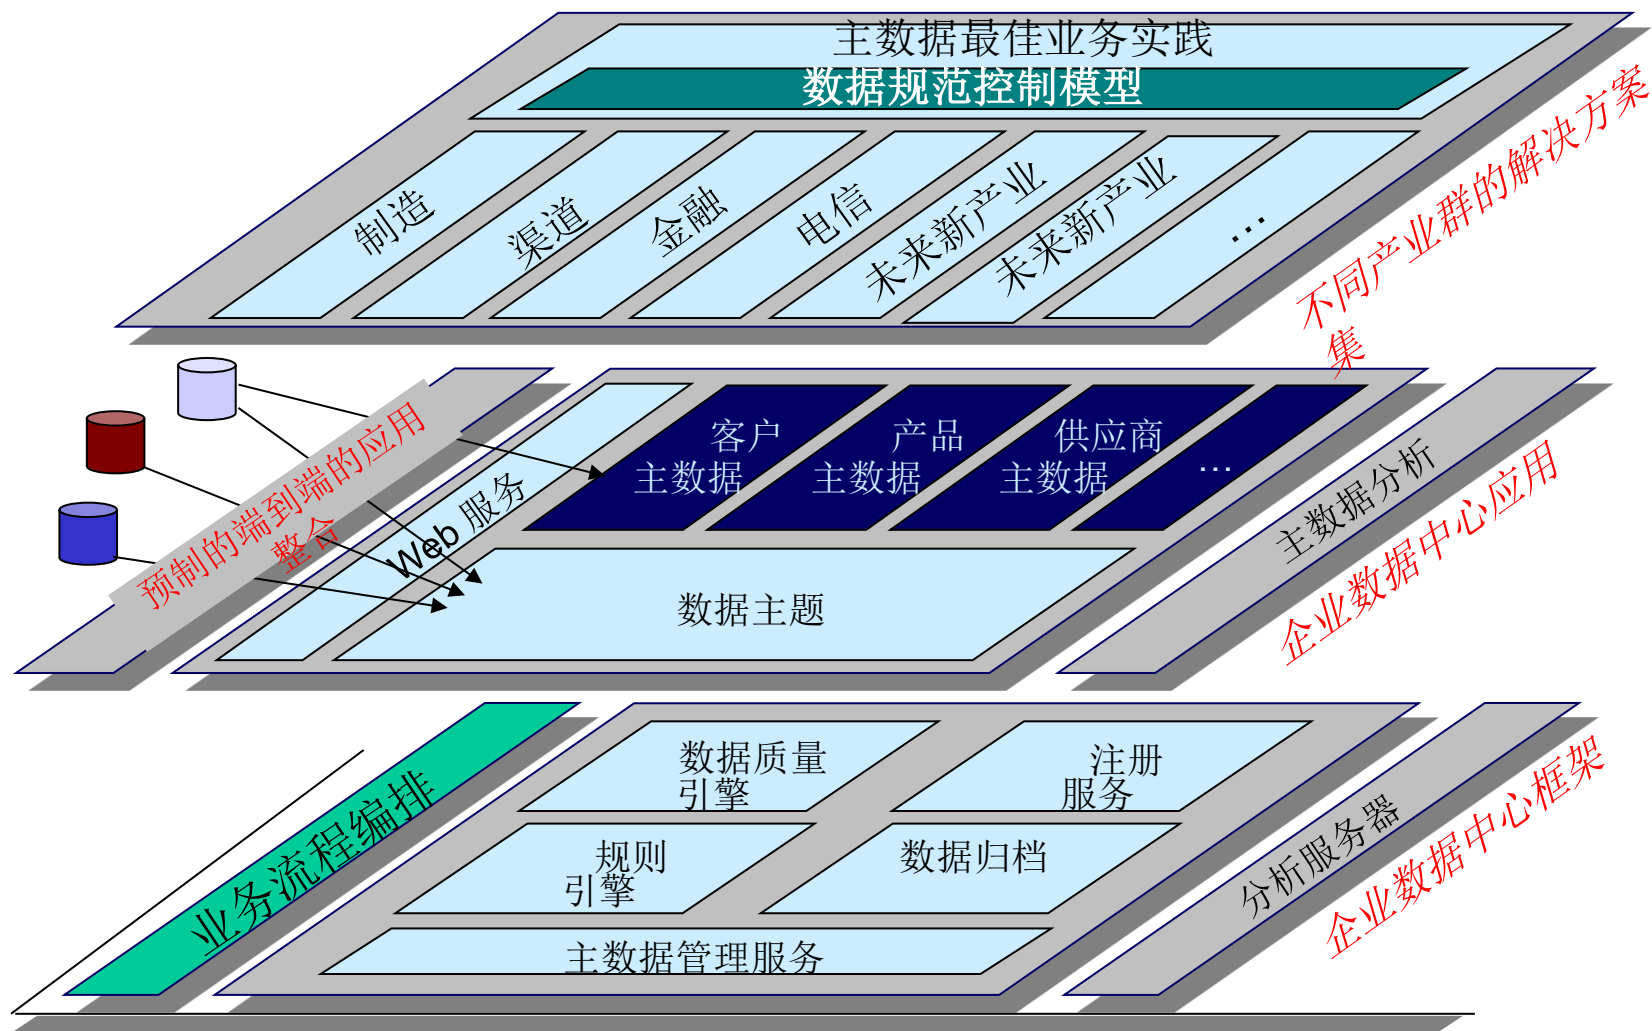 主数据最佳业务实践
数据规范控制模型
制造
渠道
金融
电信
未来新产业
未来新产业
...
不同产业群的解决方案
集
预制的端到端的应用
整合
Web 服务
客户
主数据
产品
主数据
供应商
主数据
...
数据主题
主数据分析
企业数据中心应用
业务流程编排
数据质量
引擎
注册
服务
规则
引擎
数据归档
主数据管理服务
分析服务器
企业数据中心框架